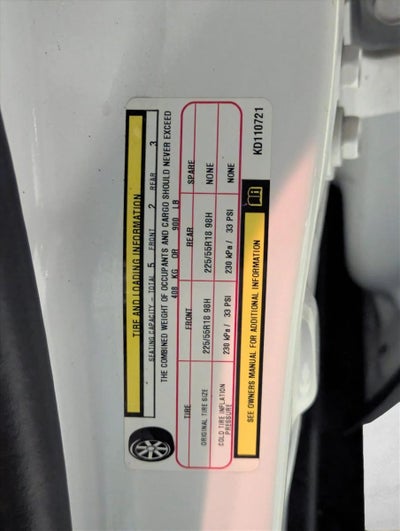 TIRE AND LOADING INFORMATION
SEATING CAPACITY - TOTAL 5 FRONT 2 REAR 3
THE COMBINED WEIGHT OF OCCUPANTS AND CARGO SHOULD NEVER EXCEED
408 KG OR 900 LB
TIRE FRONT REAR SPARE
ORIGINAL TIRE SIZE 225/55R18 98H 225/55R18 98H NONE
COLD TIRE INFLATION PRESSURE 230 kPa / 33 PSI 230 kPa / 33 PSI NONE
SEE OWNERS MANUAL FOR ADDITIONAL INFORMATION
KD110721